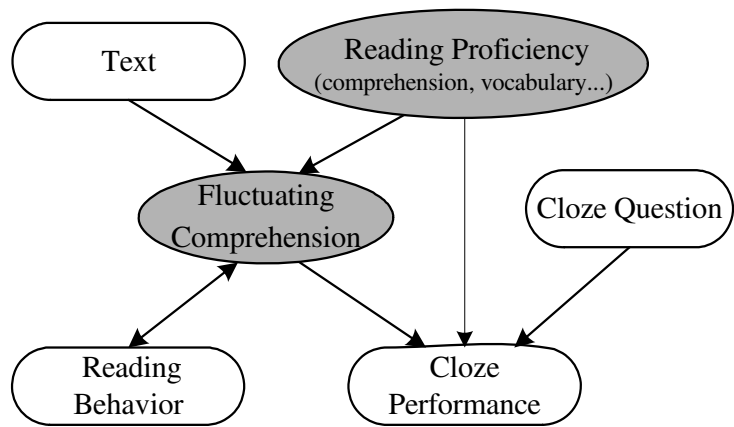 Text
Reading Proficiency
(comprehension, vocabulary...)
Fluctuating
Comprehension
Cloze Question
Reading
Behavior
Cloze
Performance